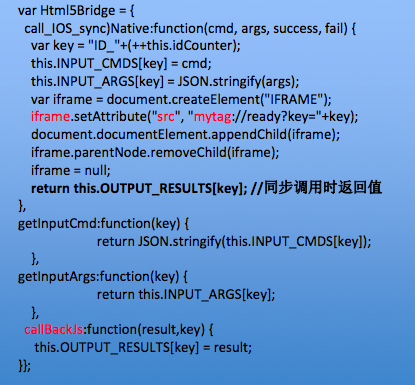 var Html5Bridge = {
call_IOS_sync)Native:function(cmd, args, success, fail) {
var key = "ID_"+(++this.idCounter);
this.INPUT_CMDS[key] = cmd;
this.INPUT_ARGS[key] = JSON.stringify(args);
var iframe = document.createElement("IFRAME");
iframe.setAttribute("src", "mytag://ready?key="+key);
document.documentElement.appendChild(iframe);
iframe.parentNode.removeChild(iframe);
iframe = null;
return this.OUTPUT_RESULTS[key]; //同步调用时返回值
},
getInputCmd:function(key) {
return JSON.stringify(this.INPUT_CMDS[key]);
},
getInputArgs:function(key) {
return this.INPUT_ARGS[key];
},
callBackJs:function(result,key) {
this.OUTPUT_RESULTS[key] = result;
}};